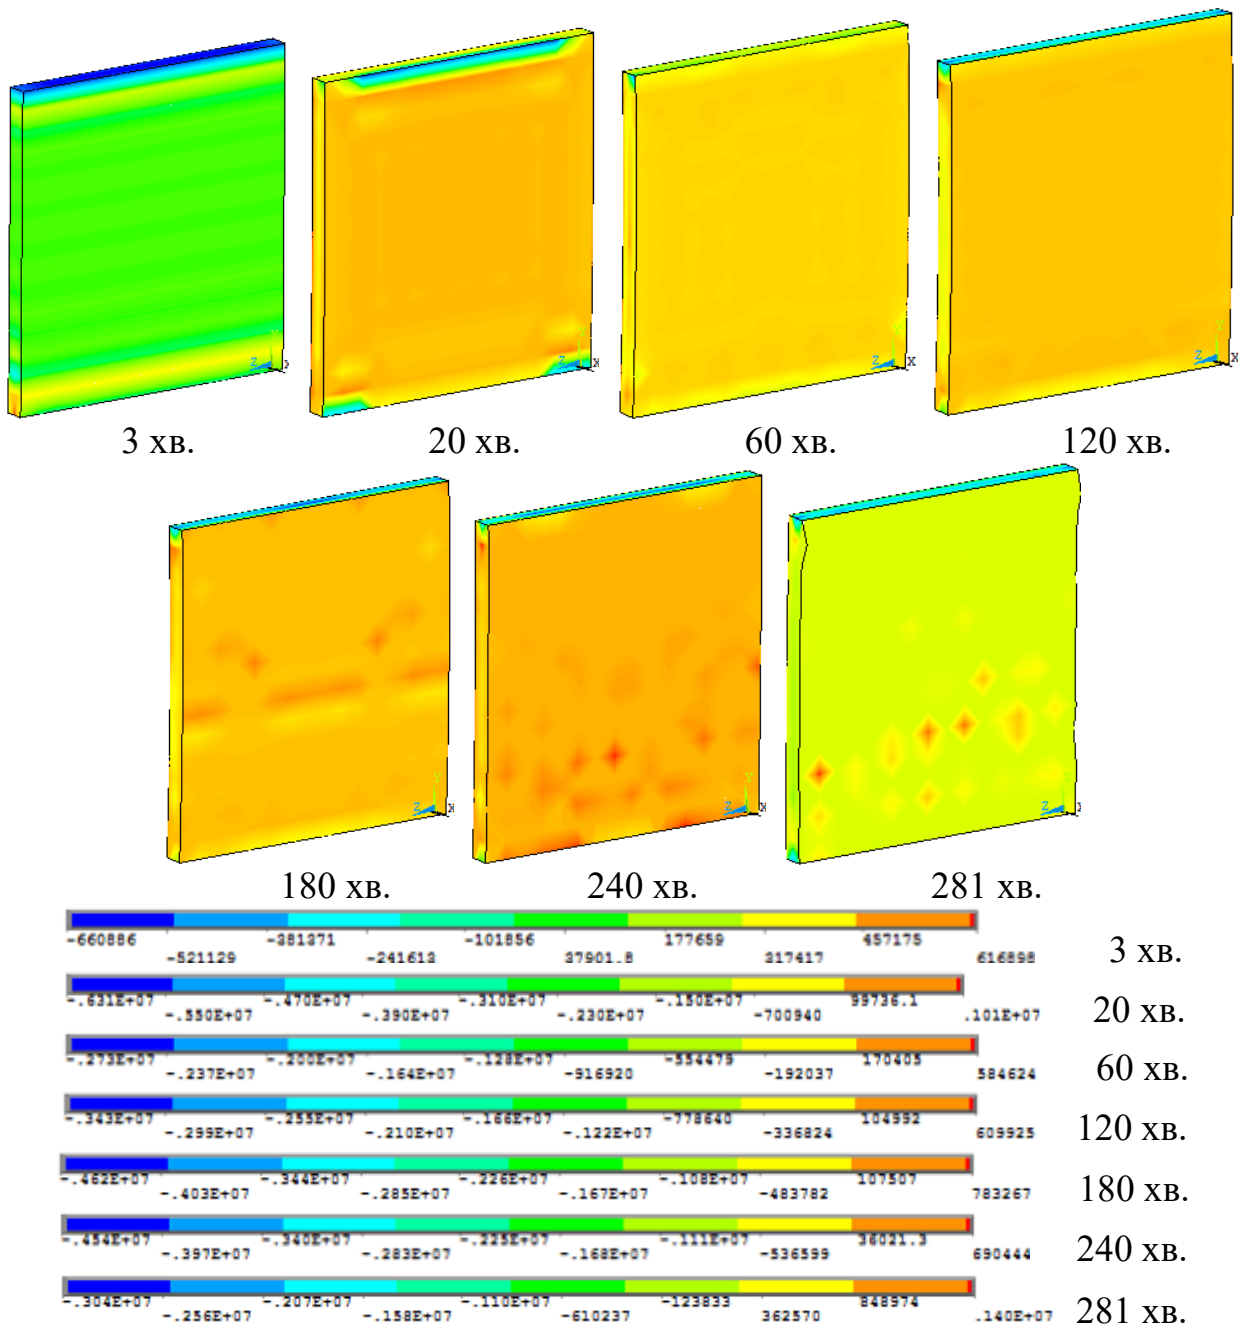 Y
Z
X
Y
Z
X
Y
Z
X
Y
Z
X
3 хв.
20 хв.
60 хв.
120 хв.
Y
Z
X
Y
Z
X
Y
Z
X
180 хв.
240 хв.
281 хв.
-660886 -381371 -101856 177659 457175
-521129 -241613 37901.8 317417 616898
3 хв.
-.631E+07 -.470E+07 -.310E+07 -.150E+07 99736.1
-.550E+07 -.390E+07 -.230E+07 -700940 .101E+07
20 хв.
-.273E+07 -.200E+07 -.128E+07 -554479 170405
-.237E+07 -.164E+07 -916920 -192037 584624
60 хв.
-.343E+07 -.255E+07 -.166E+07 -778640 104992
-.299E+07 -.210E+07 -.122E+07 -336824 609925
120 хв.
-.462E+07 -.344E+07 -.226E+07 -.108E+07 107507
-.403E+07 -.285E+07 -.167E+07 -483782 783267
180 хв.
-.454E+07 -.340E+07 -.225E+07 -.111E+07 36021.3
-.397E+07 -.283E+07 -.168E+07 -536599 690444
240 хв.
-.304E+07 -.207E+07 -.110E+07 -123833 848974
-.256E+07 -.158E+07 -610237 362570 .140E+07
281 хв.